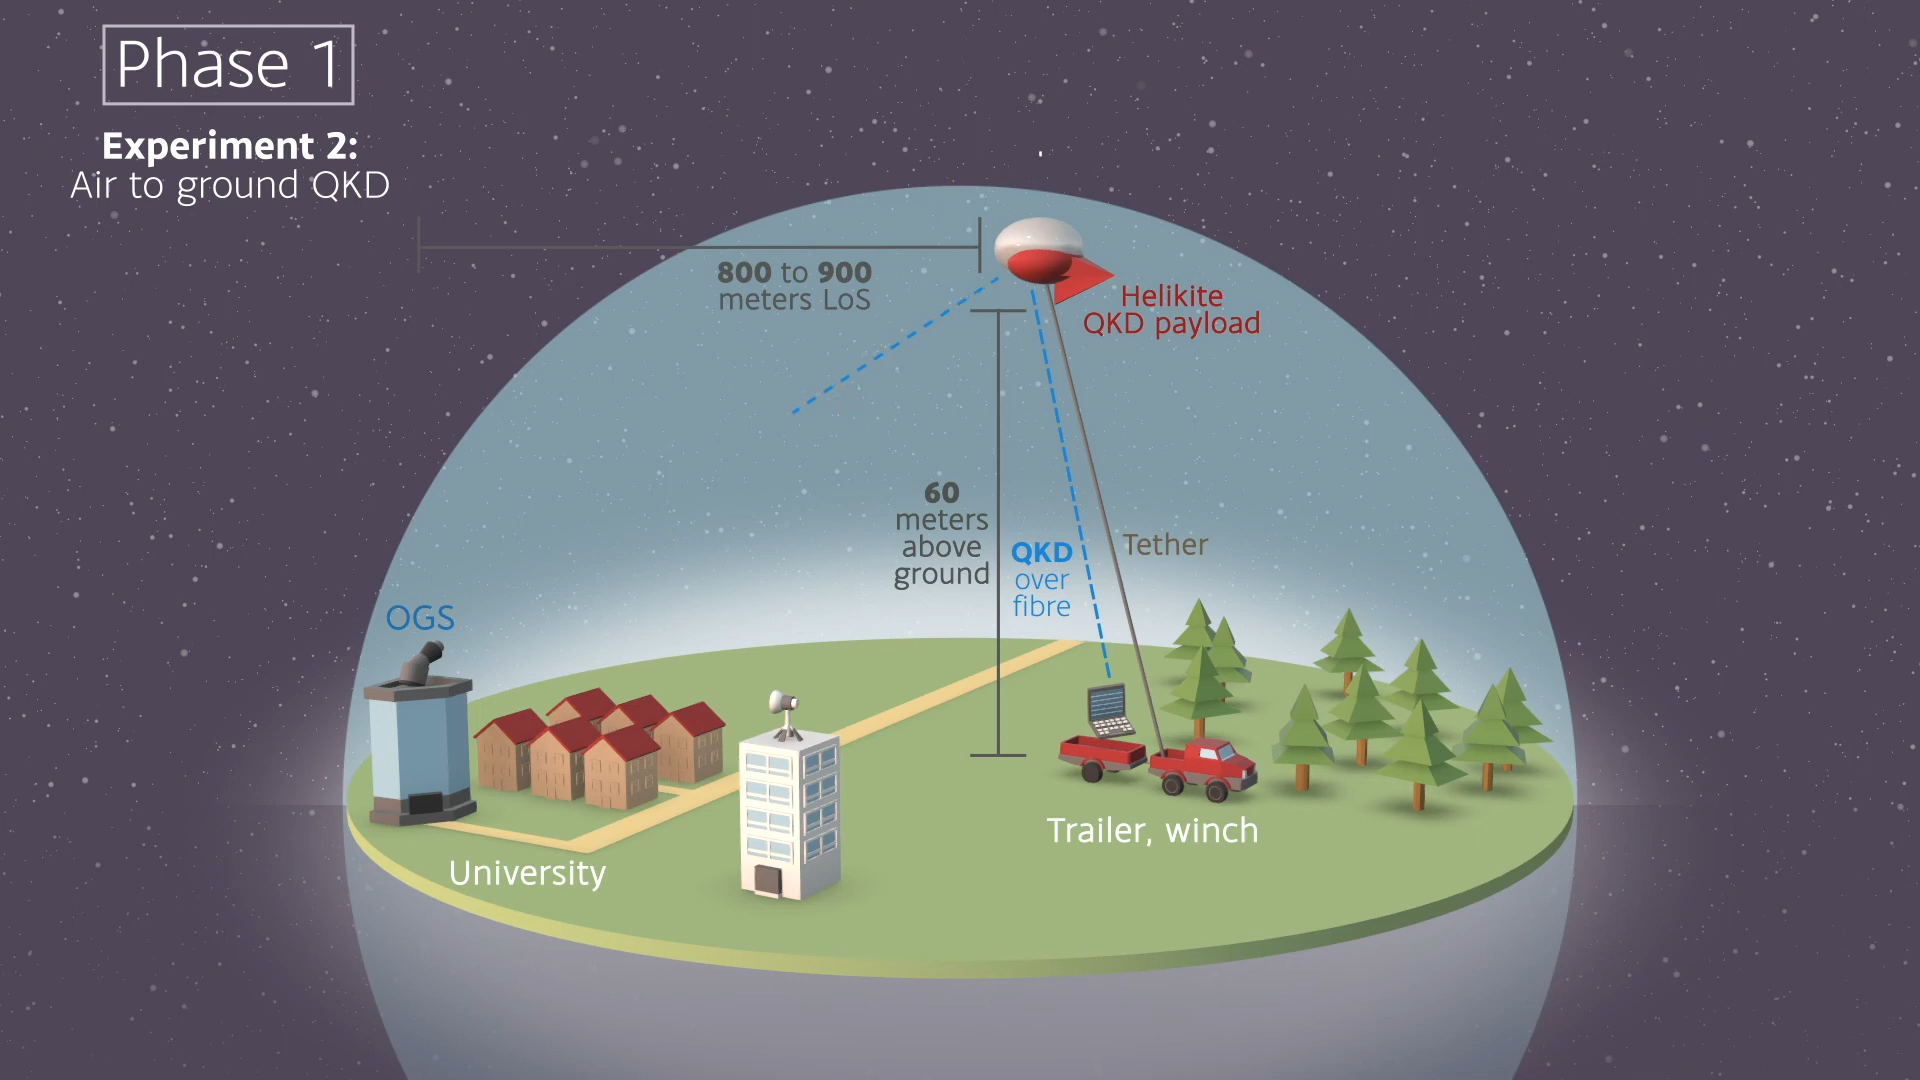 Phase 1
Experiment 2:
Air to ground QKD
800 to 900
meters LoS
Helikite
QKD payload
60
meters
above
ground
QKD
over
fibre
Tether
OGS
Trailer, winch
University